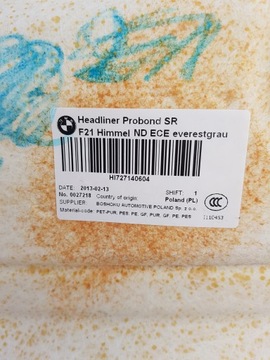 Headliner Probond SR
F21 Himmel ND ECE everestgrau
HI727140604
DATE: 2013-02-13
SHIFT: 1
No. 0027218 Country of origin Poland (PL)
SUPPLIER BOSHOKU AUTOMOTIVE POLAND Sp. z o.o.
Material-code: PET-PUR, PES, PE, GF, PUR, GF, PE, PES